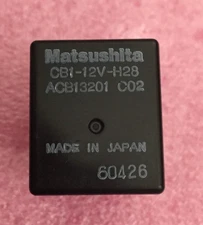 Matsushita
CB1-12V-H28
ACB13201 C02
MADE IN JAPAN
60426